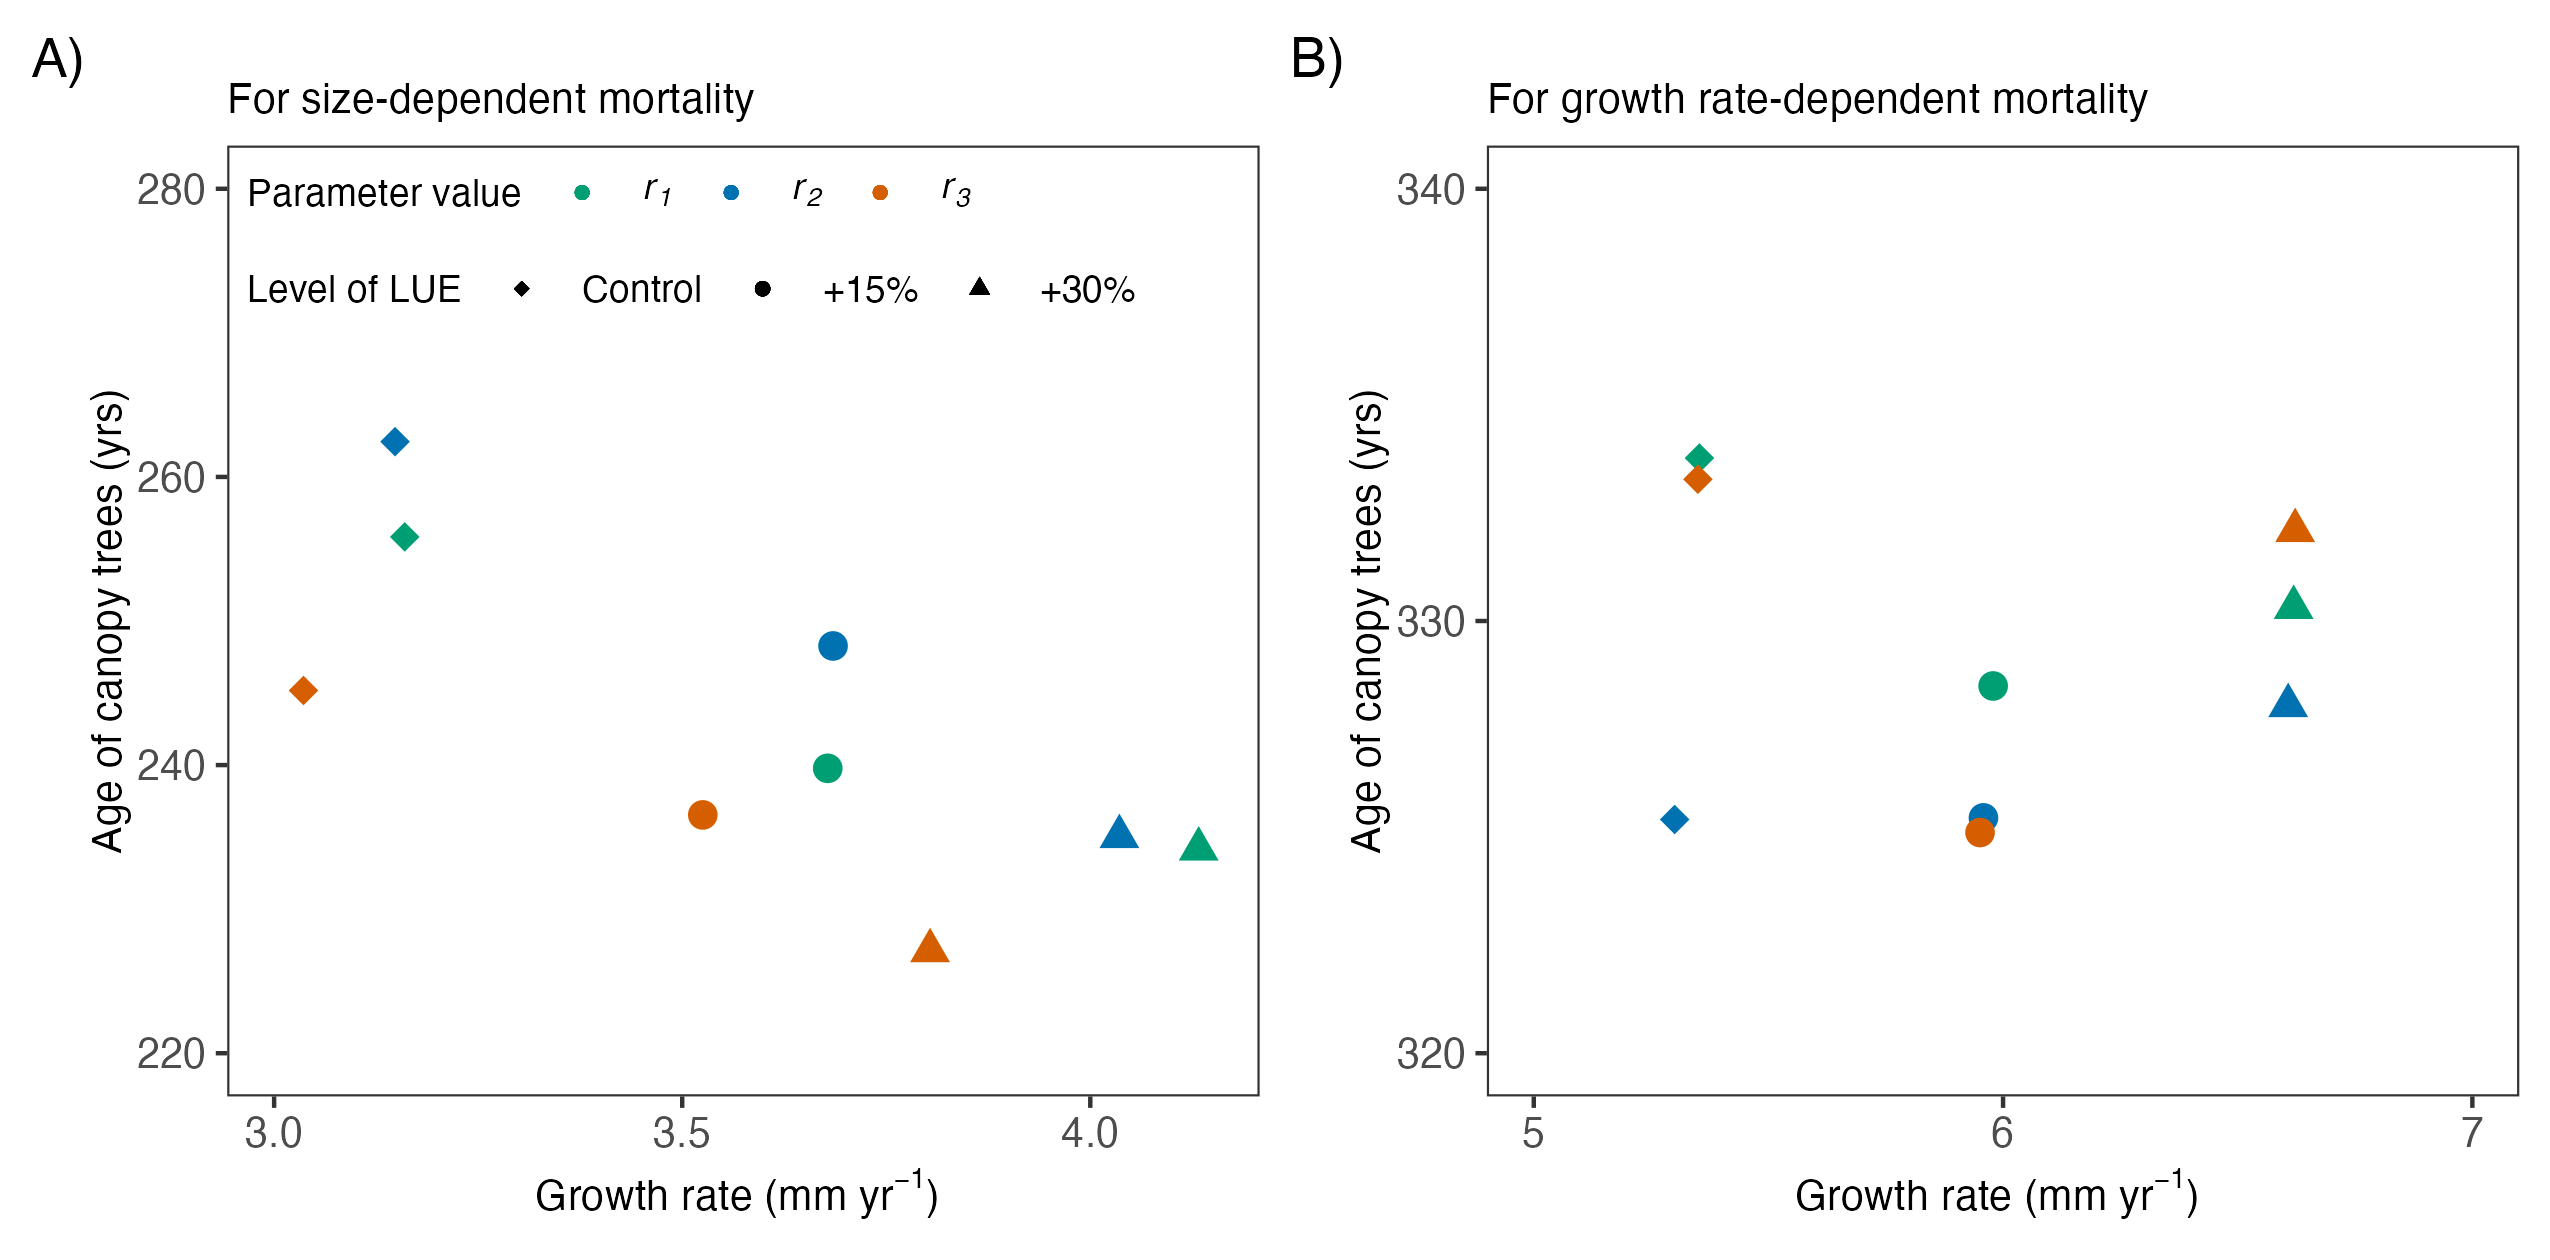 A)
For size-dependent mortality
Parameter value r1 r2 r3
Level of LUE Control +15% +30%
Age of canopy trees (yrs)
280
260
240
220
3.0 3.5 4.0
Growth rate (mm yr−1)
B)
For growth rate-dependent mortality
Age of canopy trees (yrs)
340
330
320
5 6 7
Growth rate (mm yr−1)